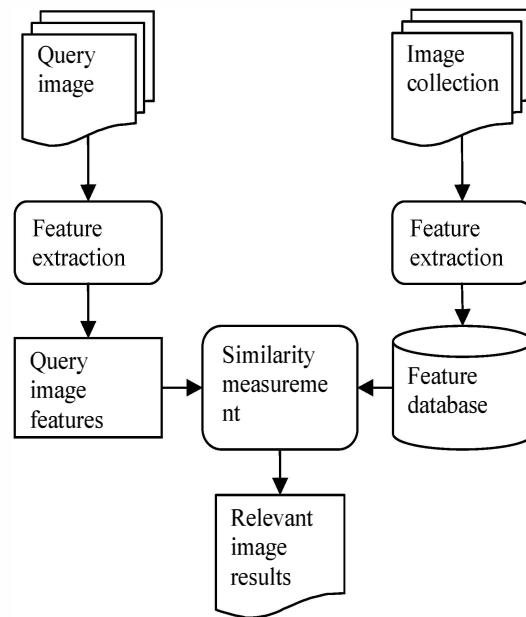 Query
image
Image
collection
Feature
extraction
Feature
extraction
Query
image
features
Similarity
measureme
nt
Feature
database
Relevant
image
results